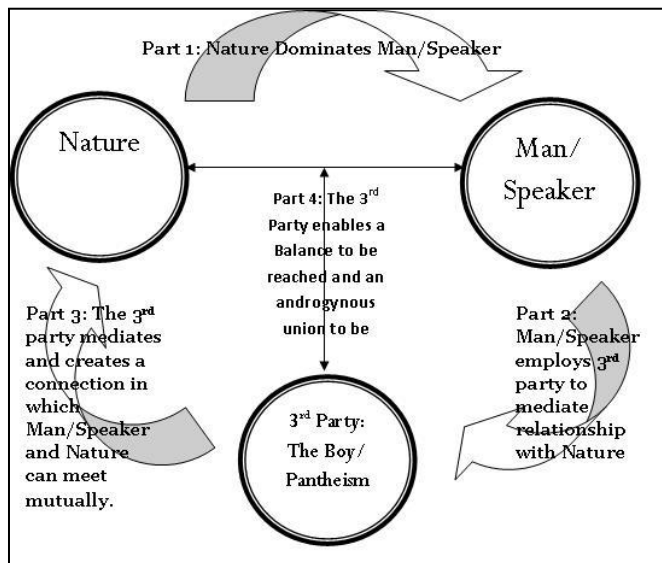 Part 1: Nature Dominates Man/Speaker
Nature
Man/
Speaker
Part 4: The 3rd
Party enables a
Balance to be
reached and an
androgynous
union to be
Part 3: The 3rd
party mediates
and creates a
connection in
which
Man/Speaker
and Nature
can meet
mutually.
Part 2:
Man/Speaker
employs 3rd
party to
mediate
relationship
with Nature
3rd Party:
The Boy/
Pantheism